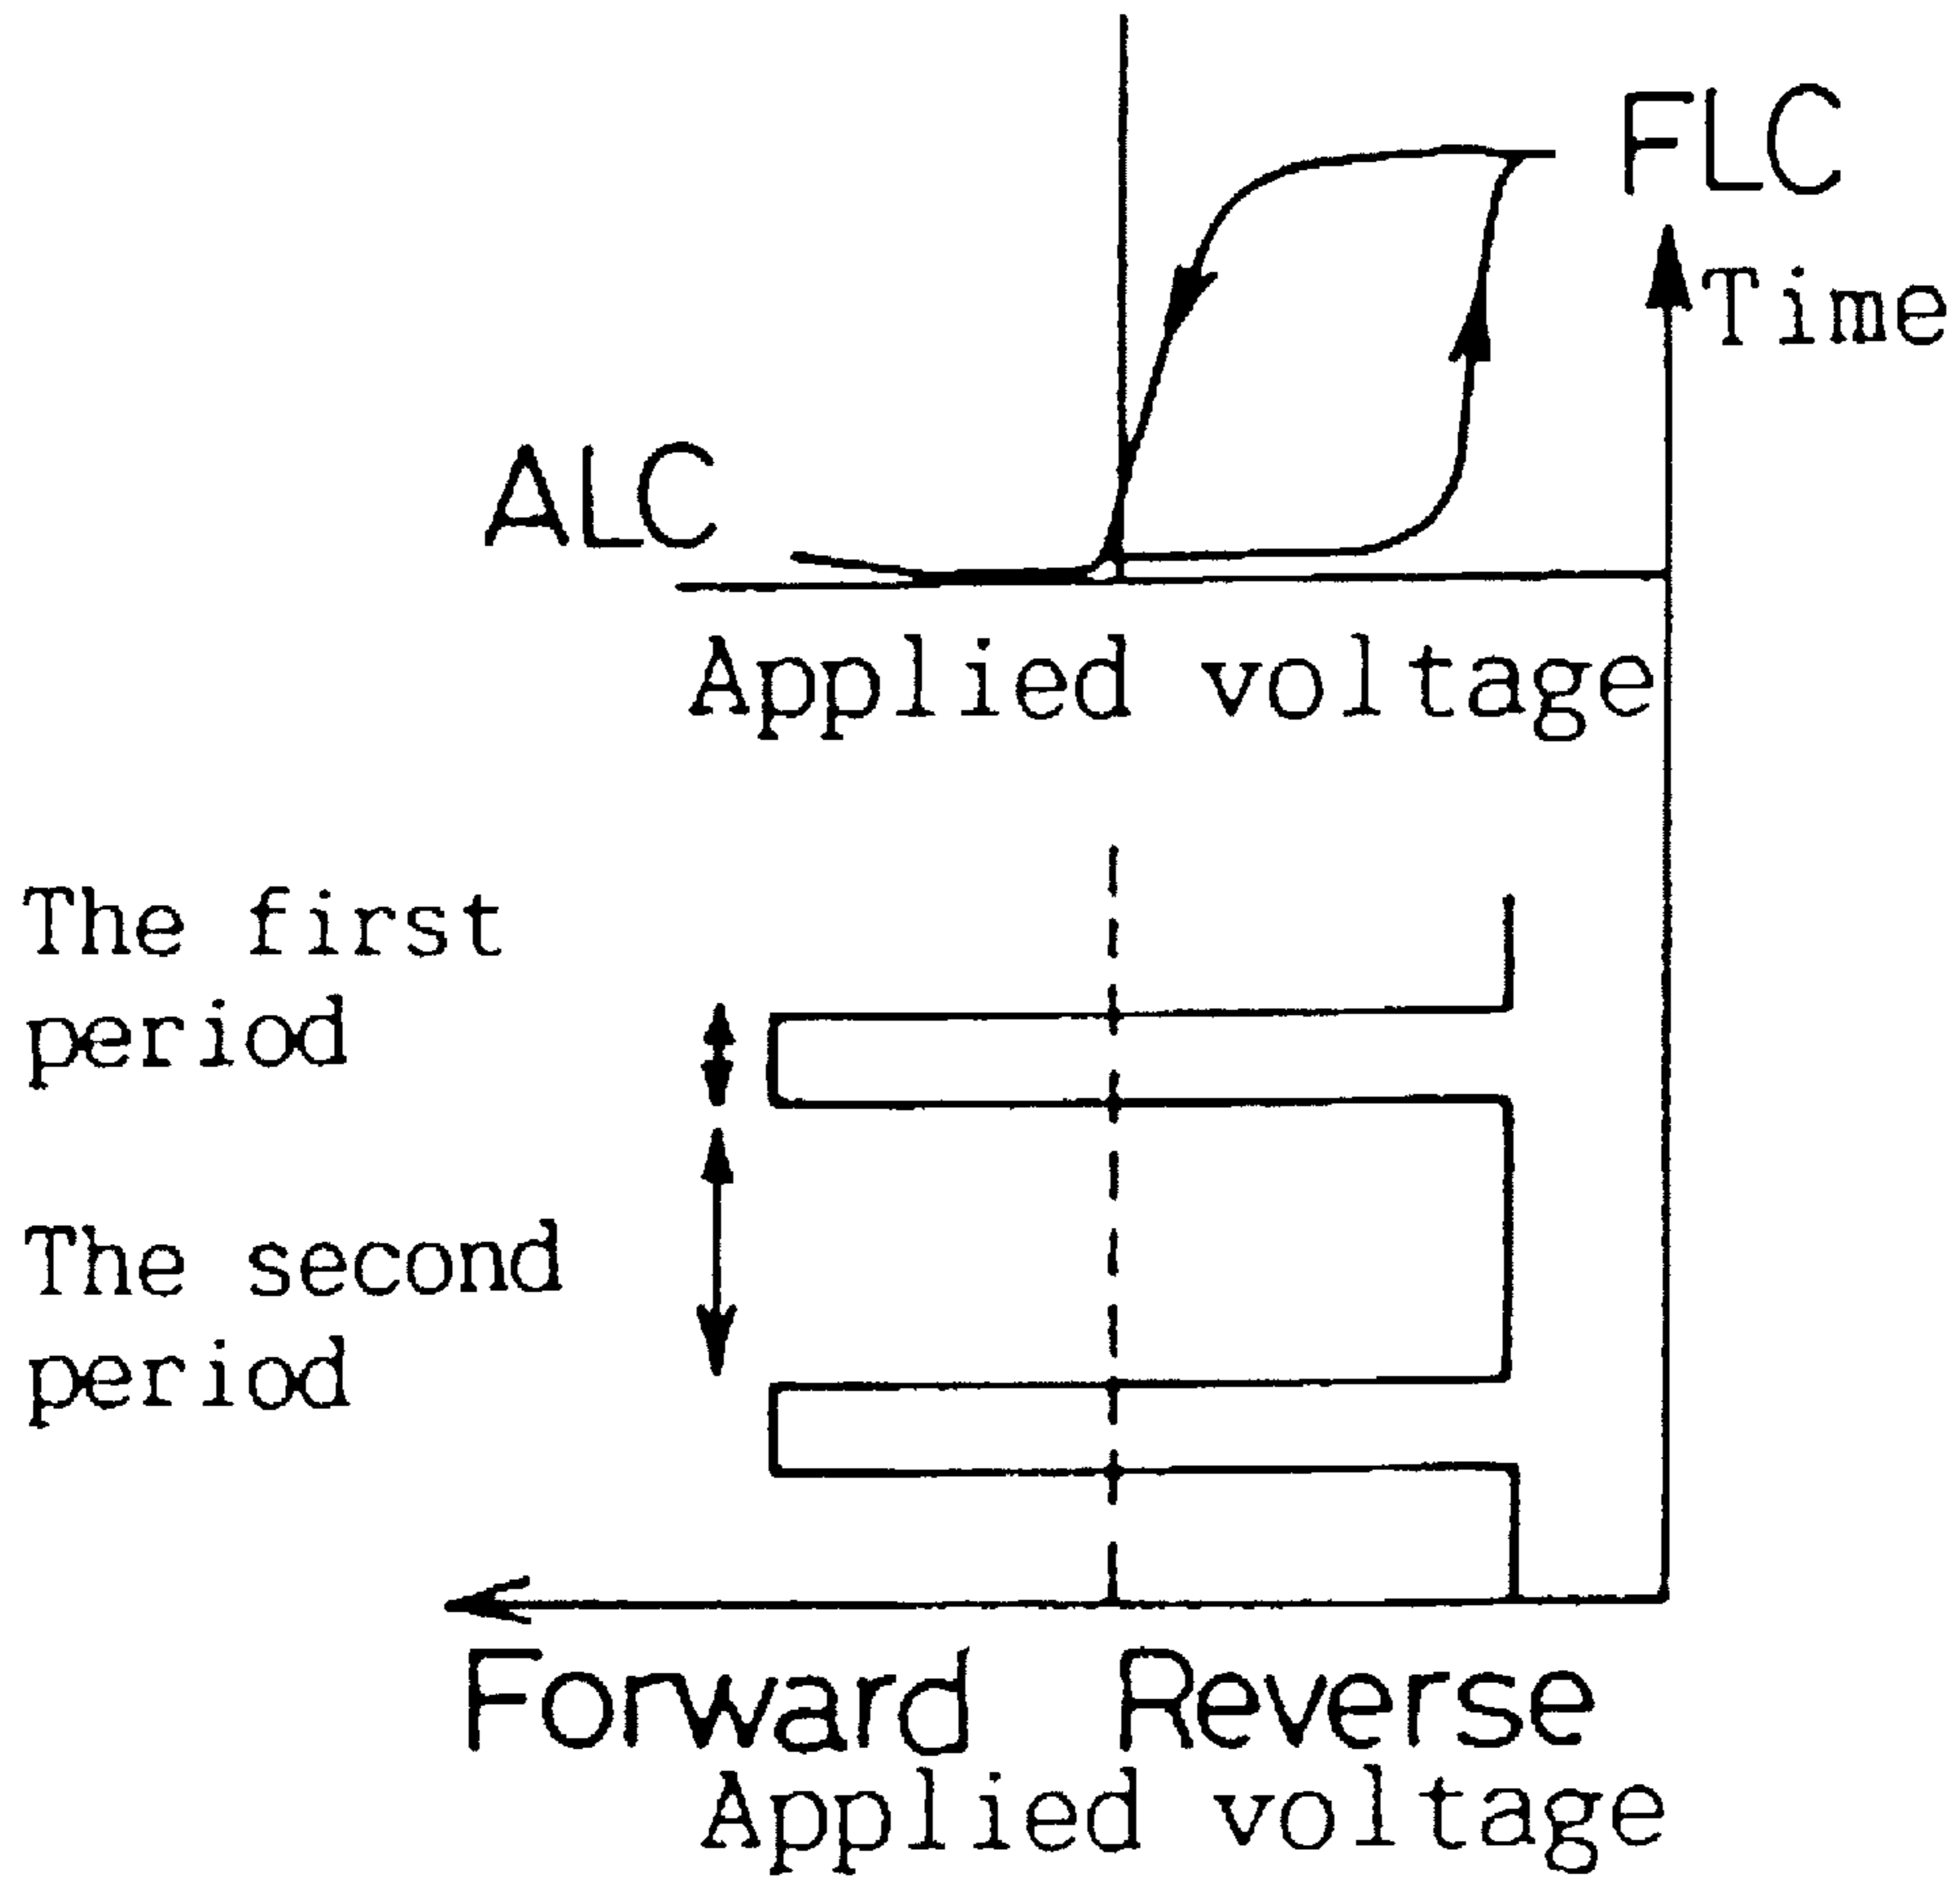 FLC
Time
ALC
Applied voltage
The first
period
The second
period
Forward Reverse
Applied voltage